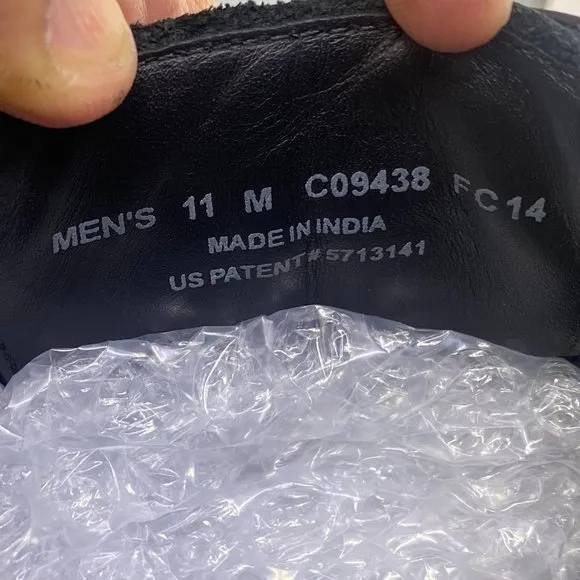 MEN'S 11 M C09438 FC14
MADE IN INDIA
US PATENT# 5713141